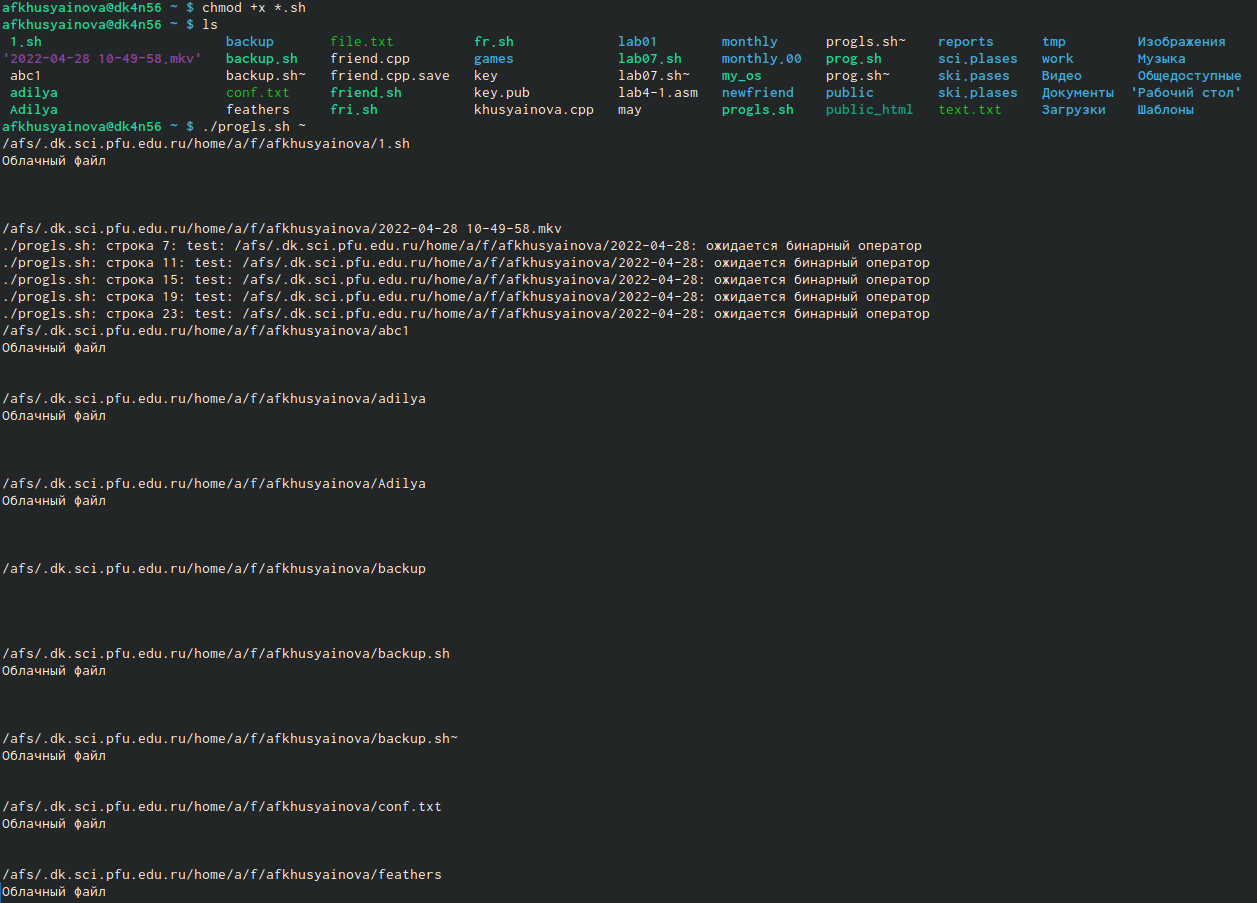 afkhusyainova@dk4n56 ~ $ chmod +x *.sh
afkhusyainova@dk4n56 ~ $ ls
1.sh backup file.txt fr.sh lab01 monthly progls.sh~ reports tmp Изображения
'2022-04-28 10-49-58.mkv' backup.sh friend.cpp games lab07.sh monthly.00 prog.sh sci.plases work Музыка
abc1 backup.sh~ friend.cpp.save key lab07.sh~ my_os prog.sh~ ski.pases Видео Общедоступные
adilya conf.txt friend.sh key.pub lab4-1.asm newfriend public ski.plases Документы 'Рабочий стол'
Adilya feathers fri.sh khusyainova.cpp may progls.sh public_html text.txt Загрузки Шаблоны
afkhusyainova@dk4n56 ~ $ ./progls.sh ~
/afs/.dk.sci.pfu.edu.ru/home/a/f/afkhusyainova/1.sh
Облачный файл
/afs/.dk.sci.pfu.edu.ru/home/a/f/afkhusyainova/2022-04-28 10-49-58.mkv
./progls.sh: строка 7: test: /afs/.dk.sci.pfu.edu.ru/home/a/f/afkhusyainova/2022-04-28: ожидается бинарный оператор
./progls.sh: строка 11: test: /afs/.dk.sci.pfu.edu.ru/home/a/f/afkhusyainova/2022-04-28: ожидается бинарный оператор
./progls.sh: строка 15: test: /afs/.dk.sci.pfu.edu.ru/home/a/f/afkhusyainova/2022-04-28: ожидается бинарный оператор
./progls.sh: строка 19: test: /afs/.dk.sci.pfu.edu.ru/home/a/f/afkhusyainova/2022-04-28: ожидается бинарный оператор
./progls.sh: строка 23: test: /afs/.dk.sci.pfu.edu.ru/home/a/f/afkhusyainova/2022-04-28: ожидается бинарный оператор
/afs/.dk.sci.pfu.edu.ru/home/a/f/afkhusyainova/abc1
Облачный файл
/afs/.dk.sci.pfu.edu.ru/home/a/f/afkhusyainova/adilya
Облачный файл
/afs/.dk.sci.pfu.edu.ru/home/a/f/afkhusyainova/Adilya
Облачный файл
/afs/.dk.sci.pfu.edu.ru/home/a/f/afkhusyainova/backup
/afs/.dk.sci.pfu.edu.ru/home/a/f/afkhusyainova/backup.sh
Облачный файл
/afs/.dk.sci.pfu.edu.ru/home/a/f/afkhusyainova/backup.sh~
Облачный файл
/afs/.dk.sci.pfu.edu.ru/home/a/f/afkhusyainova/conf.txt
Облачный файл
/afs/.dk.sci.pfu.edu.ru/home/a/f/afkhusyainova/feathers
Облачный файл